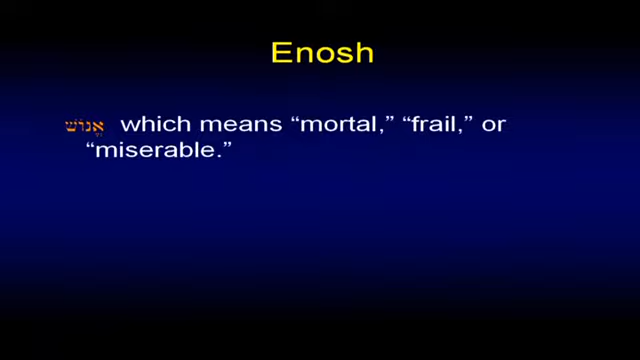 Enosh
אֱנוֹשׁ which means “mortal,” “frail,” or
“miserable.”